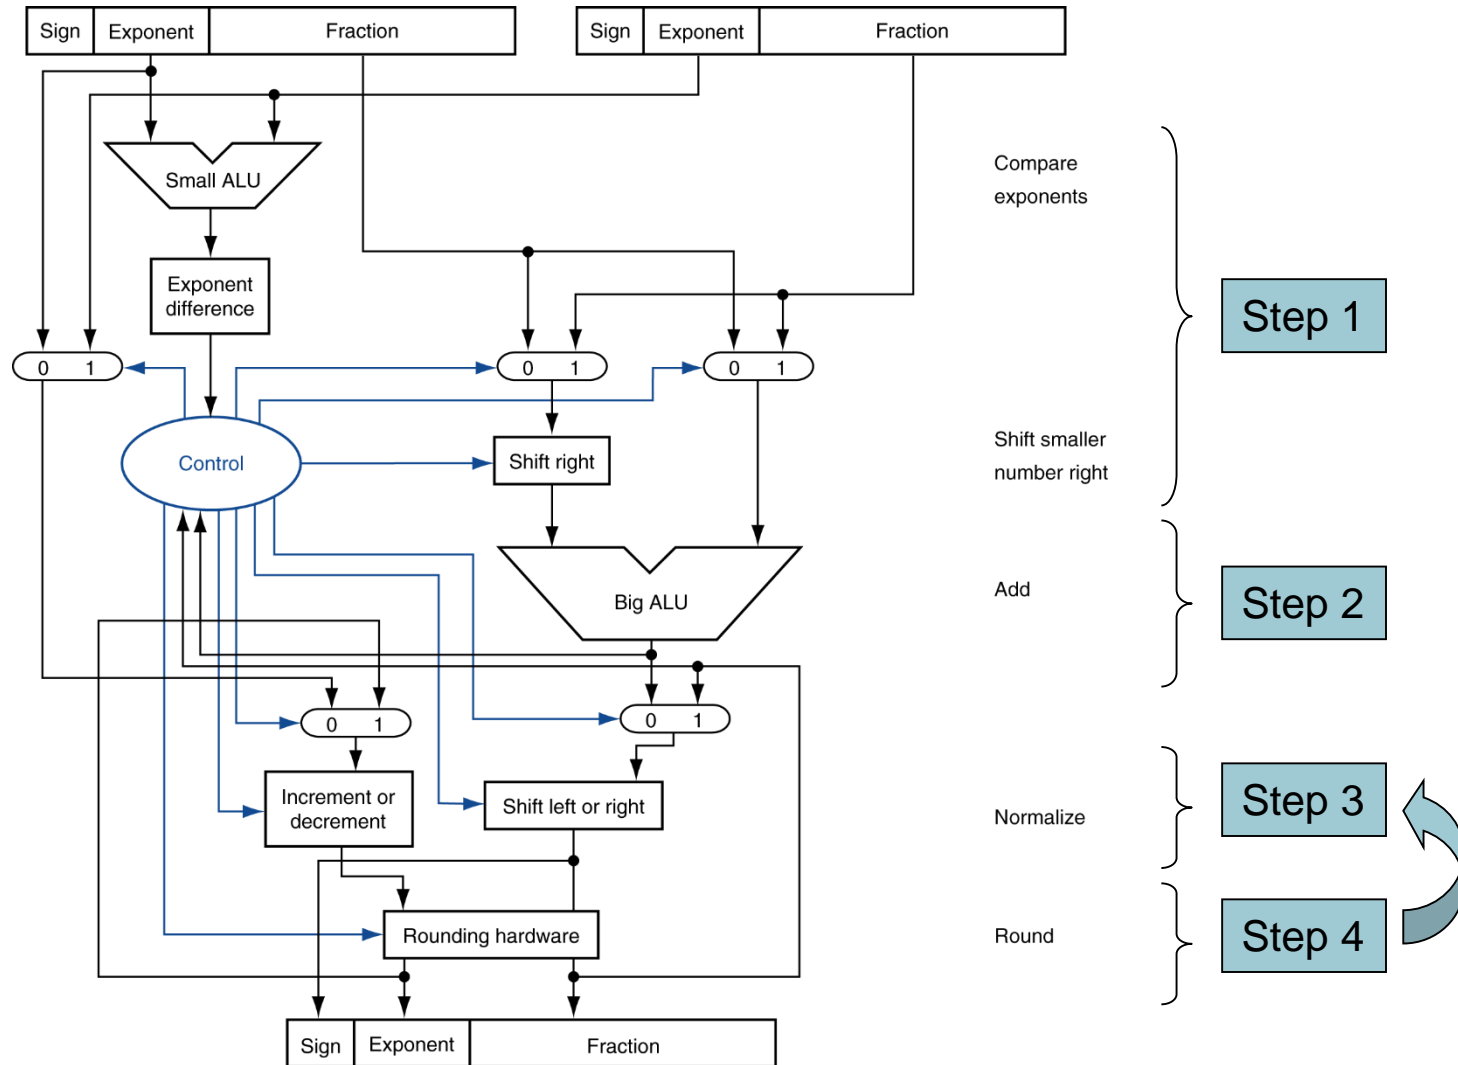 Sign Exponent Fraction Sign Exponent Fraction
Small ALU
Compare
exponents
Exponent
difference
Step 1
0 1 0 1 0 1
Control
Shift right
Shift smaller
number right
Big ALU
Add
Step 2
0 1 0 1
Increment or
decrement
Shift left or right
Normalize
Step 3
Rounding hardware
Round
Step 4
Sign Exponent Fraction